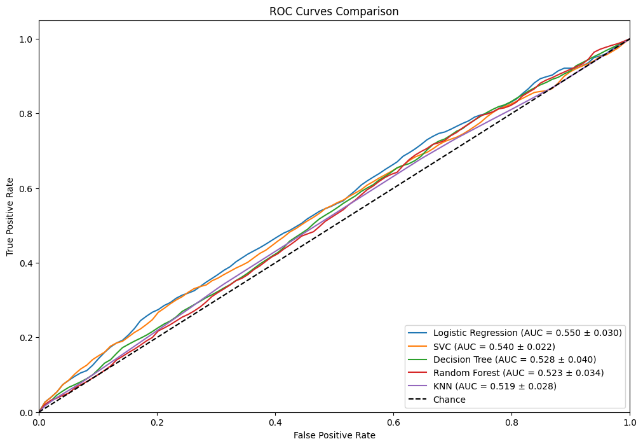 ROC Curves Comparison
True Positive Rate
1.0
0.8
0.6
0.4
0.2
0.0
Logistic Regression (AUC = 0.550 ± 0.030)
SVC (AUC = 0.540 ± 0.022)
Decision Tree (AUC = 0.528 ± 0.040)
Random Forest (AUC = 0.523 ± 0.034)
KNN (AUC = 0.519 ± 0.028)
Chance
0.0 0.2 0.4 0.6 0.8 1.0
False Positive Rate